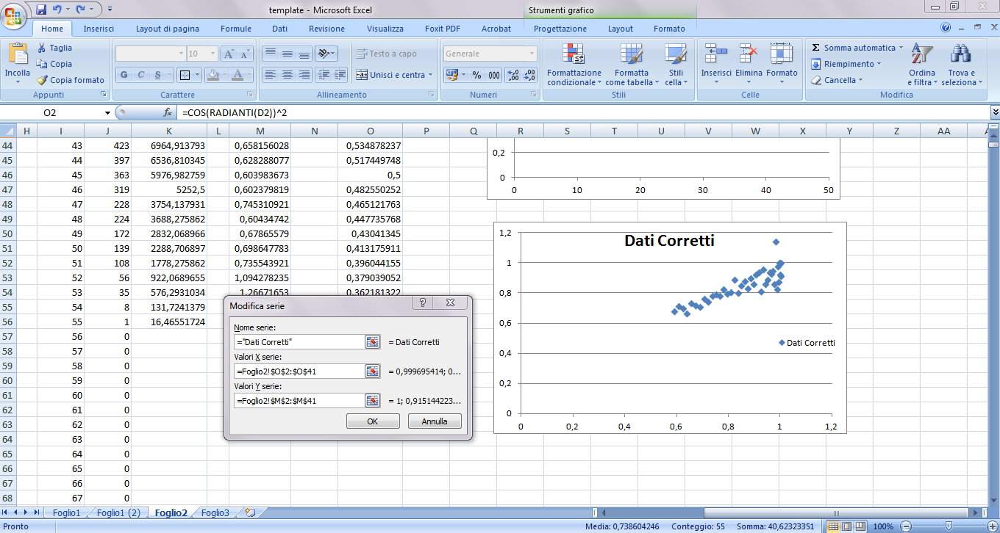 template - Microsoft Excel
Strumenti grafico
Home Inserisci Layout di pagina Formule Dati Revisione Visualizza Foxit PDF Acrobat Progettazione Layout Formato
Incolla
Taglia
Copia
Copia formato
Appunti
10
A A
G C S
A
Carattere
Testo a capo
Unisci e centra
Allineamento
Generale
% 000
Numeri
Formattazione condizionale
Formatta come tabella
Stili cella
Stili
Inserisci Elimina Formato
Celle
Σ Somma automatica
Riempimento
Cancella
Ordina e filtra
Trova e seleziona
Modifica
O2 fx =COS(RADIANTI(D2))^2
H I J K L M N O P Q R S T U V W X Y Z AA
44 43 423 6964,913793 0,658156028 0,534878237
45 44 397 6536,810345 0,628288077 0,517449748
46 45 363 5976,982759 0,603983673 0,5
47 46 319 5252,5 0,602379819 0,482550252
48 47 228 3754,137931 0,745310921 0,465121763
49 48 224 3688,275862 0,60434742 0,447735768
50 49 172 2832,068966 0,67865579 0,43041345
51 50 139 2288,706897 0,698647783 0,413175911
52 51 108 1778,275862 0,735543921 0,396044155
53 52 56 922,0689655 1,094278235 0,379039052
54 53 35 576,2931034 1,26671653 0,362181322
55 54 8 131,7241379
56 55 1 16,46551724
57 56 0
58 57 0
59 58 0
60 59 0
61 60 0
62 61 0
63 62 0
64 63 0
65 64 0
66 65 0
67 66 0
68 67 0
0,2
0
0 10 20 30 40 50
Dati Corretti
1,2
1
0,8
0,6
0,4
0,2
0
0 0,2 0,4 0,6 0,8 1 1,2
Dati Corretti
Modifica serie
?
Nome serie:
="Dati Corretti" = Dati Corretti
Valori X serie:
=Foglio2!$O$2:$O$41 = 0,999695414; 0...
Valori Y serie:
=Foglio2!$M$2:$M$41 = 1; 0,915144223...
OK Annulla
Foglio1 Foglio1 (2) Foglio2 Foglio3
Pronto Media: 0,738604246 Conteggio: 55 Somma: 40,62323351 100%